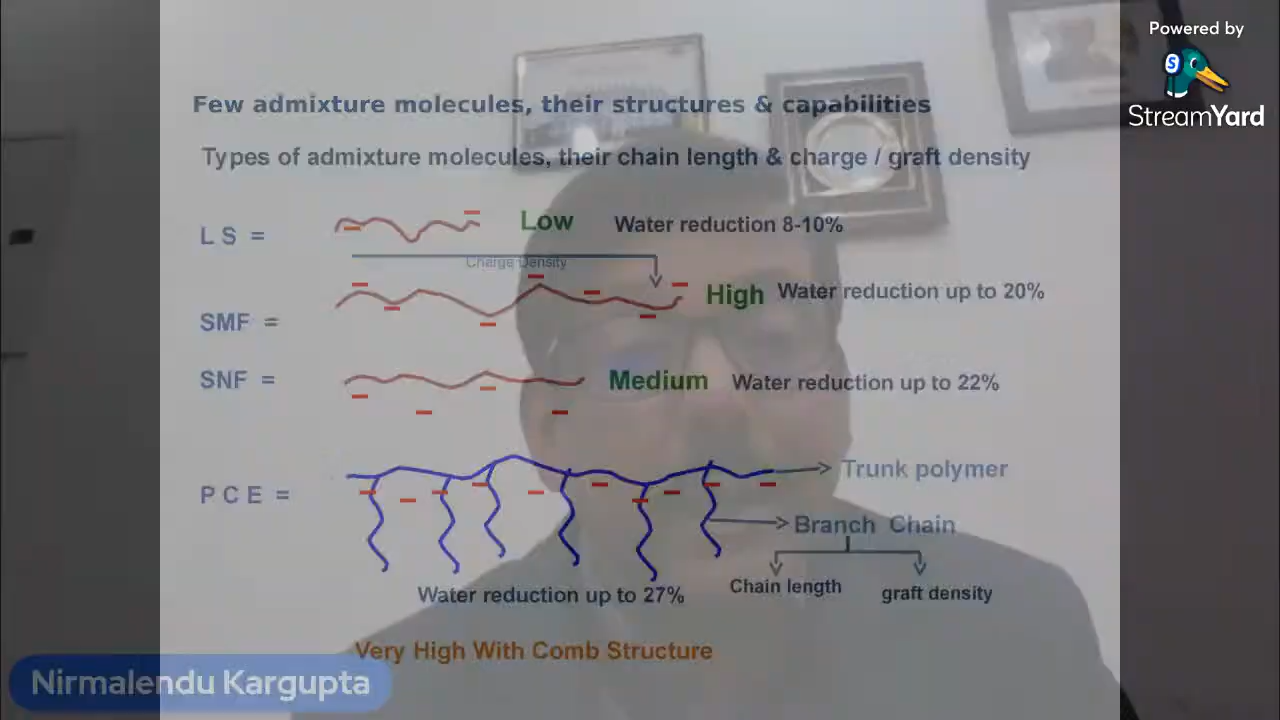 Powered by
StreamYard
Few admixture molecules, their structures & capabilities
Types of admixture molecules, their chain length & charge / graft density
L S = Low Water reduction 8-10%
Charge Density
SMF = High Water reduction up to 20%
SNF = Medium Water reduction up to 22%
P C E = Trunk polymer
Branch Chain
Chain length graft density
Water reduction up to 27%
Very High With Comb Structure
Nirmalendu Kargupta